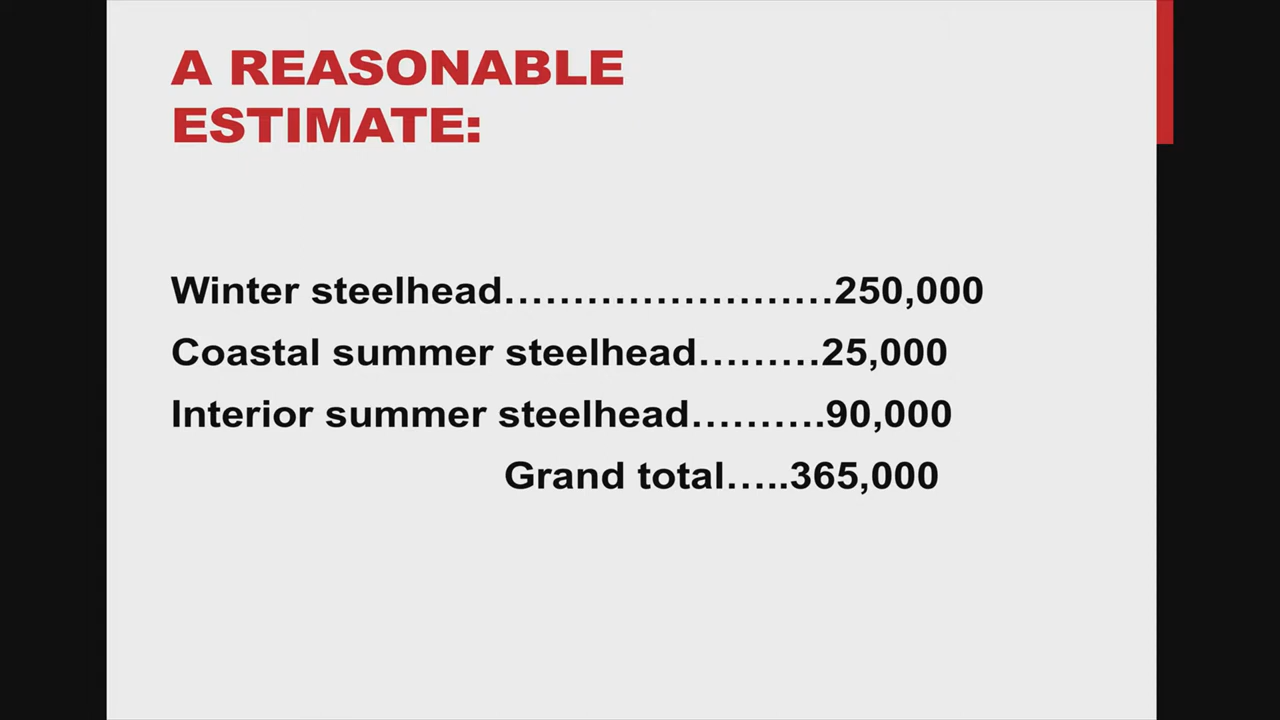 A REASONABLE
ESTIMATE:
Winter steelhead……………………250,000
Coastal summer steelhead………25,000
Interior summer steelhead……….90,000
Grand total…..365,000